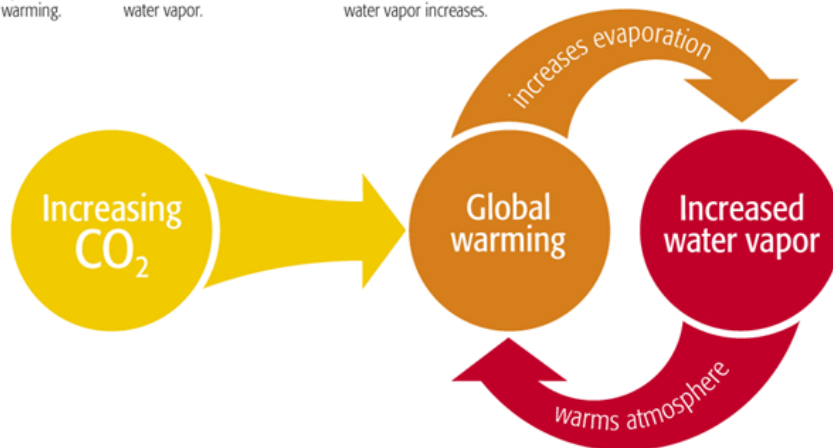 warming.
water vapor.
water vapor increases.
increases evaporation
Increasing
CO₂
Global
warming
Increased
water vapor
warms atmosphere